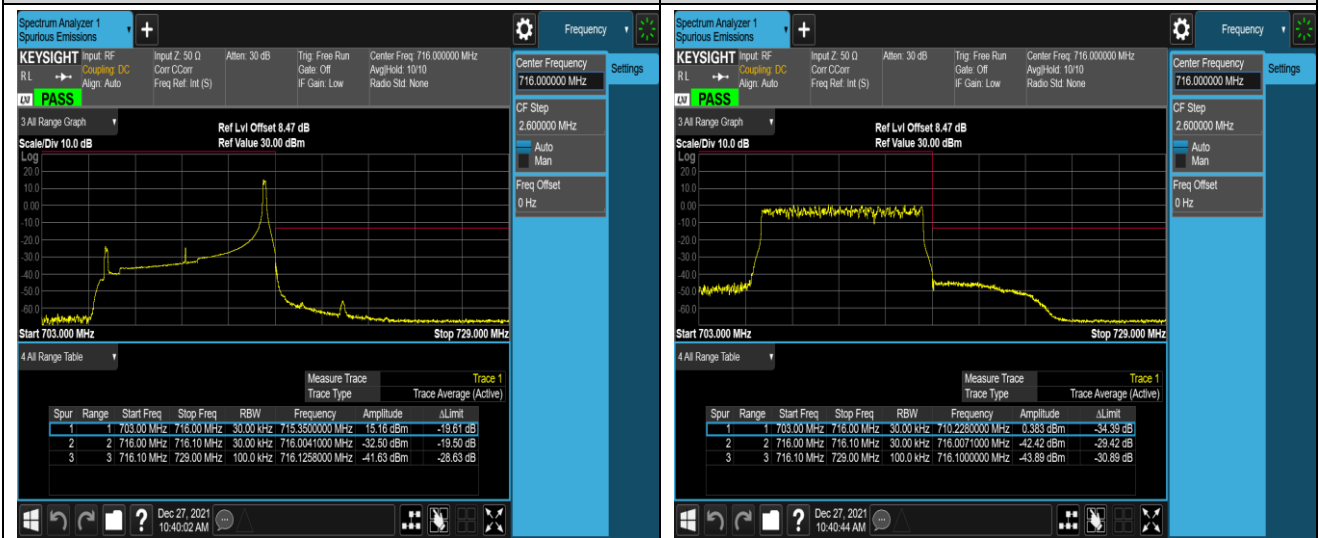 Spectrum Analyzer 1
Spurious Emissions
+
Frequency
KEYSIGHT
Input: RF
Input Z: 50 Ω
Atten: 30 dB
Trig: Free Run
Center Freq: 716.000000 MHz
Coupling: DC
Corr CCorr
Gate: Off
Avg|Hold: 10/10
RL
Align: Auto
Freq Ref: Int (S)
IF Gain: Low
Radio Std: None
LXI
PASS
Center Frequency
716.000000 MHz
Settings
CF Step
2.600000 MHz
Auto
Man
Freq Offset
0 Hz
3 All Range Graph
Ref Lvl Offset 8.47 dB
Scale/Div 10.0 dB
Ref Value 30.00 dBm
Log
20.0
10.0
0.00
-10.0
-20.0
-30.0
-40.0
-50.0
-60.0
Start 703.000 MHz
Stop 729.000 MHz
4 All Range Table
Measure Trace Trace 1
Trace Type Trace Average (Active)
Spur Range Start Freq Stop Freq RBW Frequency Amplitude ΔLimit
1 1 703.00 MHz 716.00 MHz 30.00 kHz 715.3500000 MHz 15.16 dBm -19.61 dB
2 2 716.00 MHz 716.10 MHz 30.00 kHz 716.0041000 MHz -32.50 dBm -19.50 dB
3 3 716.10 MHz 729.00 MHz 100.0 kHz 716.1258000 MHz -41.63 dBm -28.63 dB
?
Dec 27, 2021
10:40:02 AM
Spectrum Analyzer 1
Spurious Emissions
+
Frequency
KEYSIGHT
Input: RF
Input Z: 50 Ω
Atten: 30 dB
Trig: Free Run
Center Freq: 716.000000 MHz
Coupling: DC
Corr CCorr
Gate: Off
Avg|Hold: 10/10
RL
Align: Auto
Freq Ref: Int (S)
IF Gain: Low
Radio Std: None
LXI
PASS
Center Frequency
716.000000 MHz
Settings
CF Step
2.600000 MHz
Auto
Man
Freq Offset
0 Hz
3 All Range Graph
Ref Lvl Offset 8.47 dB
Scale/Div 10.0 dB
Ref Value 30.00 dBm
Log
20.0
10.0
0.00
-10.0
-20.0
-30.0
-40.0
-50.0
-60.0
Start 703.000 MHz
Stop 729.000 MHz
4 All Range Table
Measure Trace Trace 1
Trace Type Trace Average (Active)
Spur Range Start Freq Stop Freq RBW Frequency Amplitude ΔLimit
1 1 703.00 MHz 716.00 MHz 30.00 kHz 710.2280000 MHz 0.383 dBm -34.39 dB
2 2 716.00 MHz 716.10 MHz 30.00 kHz 716.0071000 MHz -42.42 dBm -29.42 dB
3 3 716.10 MHz 729.00 MHz 100.0 kHz 716.1000000 MHz -43.89 dBm -30.89 dB
?
Dec 27, 2021
10:40:44 AM